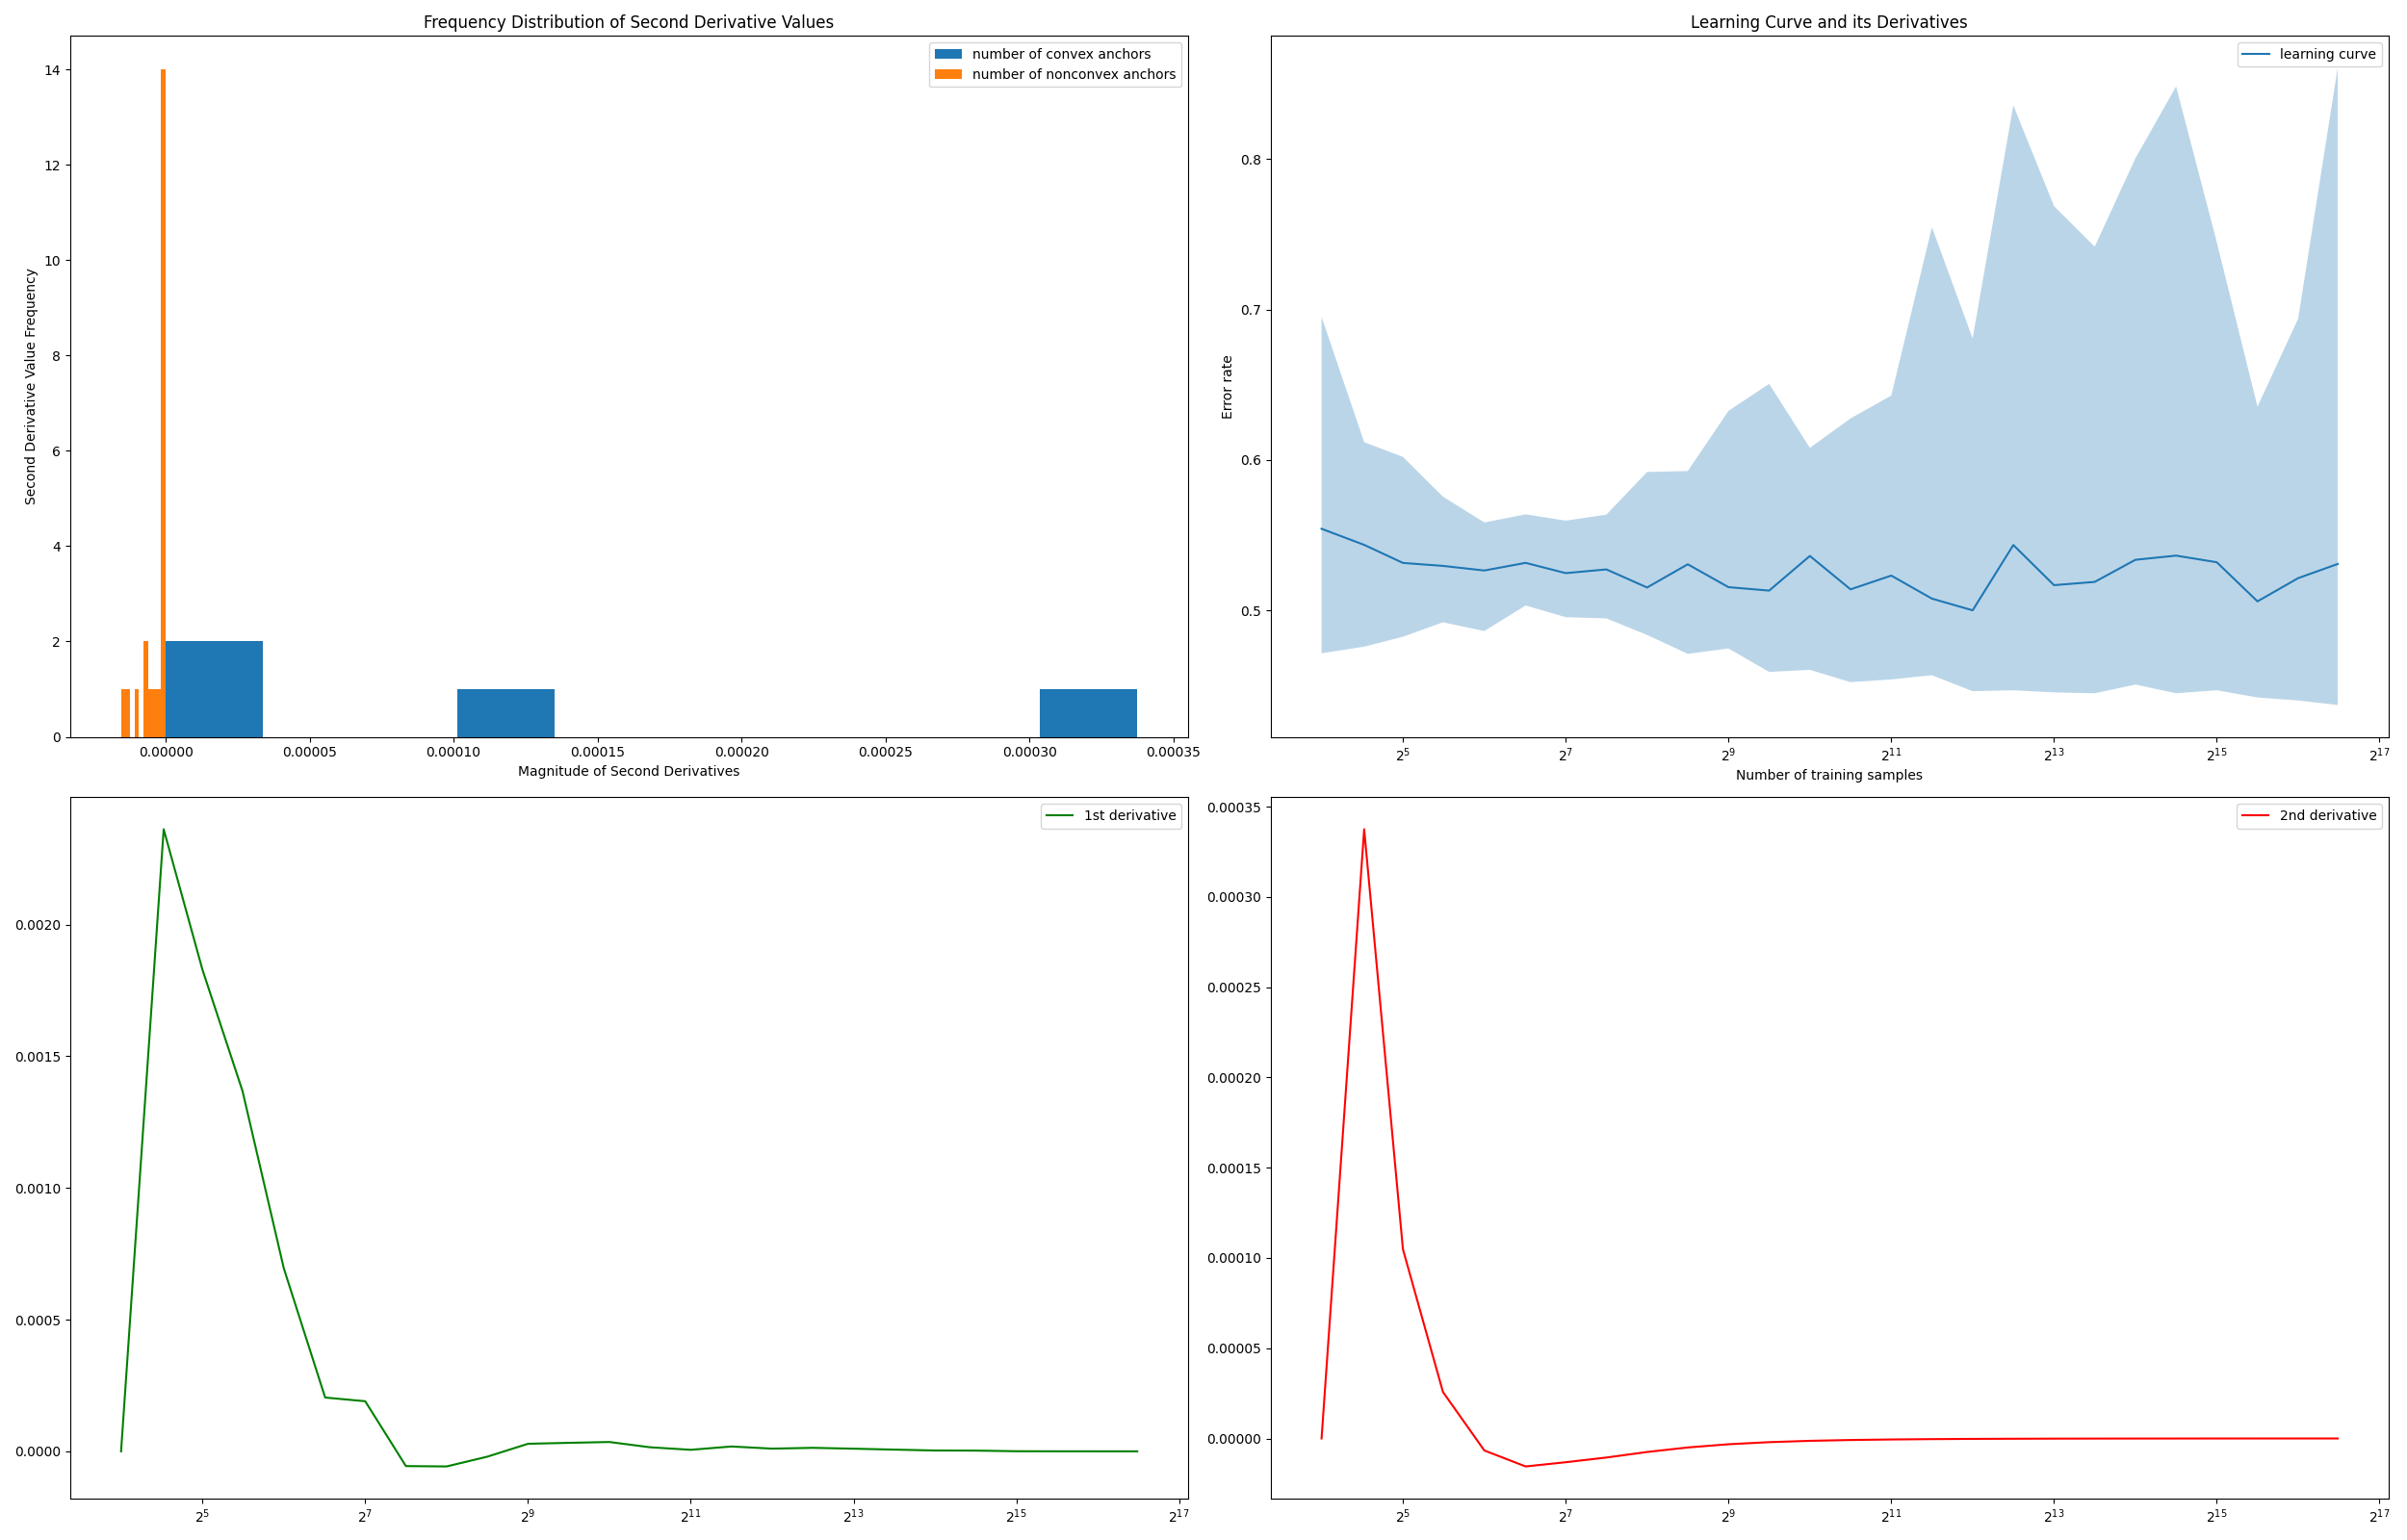 Frequency Distribution of Second Derivative Values
number of convex anchors
number of nonconvex anchors
14
12
10
8
6
4
2
0
Second Derivative Value Frequency
0.00000 0.00005 0.00010 0.00015 0.00020 0.00025 0.00030 0.00035
Magnitude of Second Derivatives
Learning Curve and its Derivatives
learning curve
0.8
0.7
0.6
0.5
Error rate
2^5 2^7 2^9 2^11 2^13 2^15 2^17
Number of training samples
1st derivative
0.0020
0.0015
0.0010
0.0005
0.0000
2^5 2^7 2^9 2^11 2^13 2^15 2^17
2nd derivative
0.00035
0.00030
0.00025
0.00020
0.00015
0.00010
0.00005
0.00000
2^5 2^7 2^9 2^11 2^13 2^15 2^17